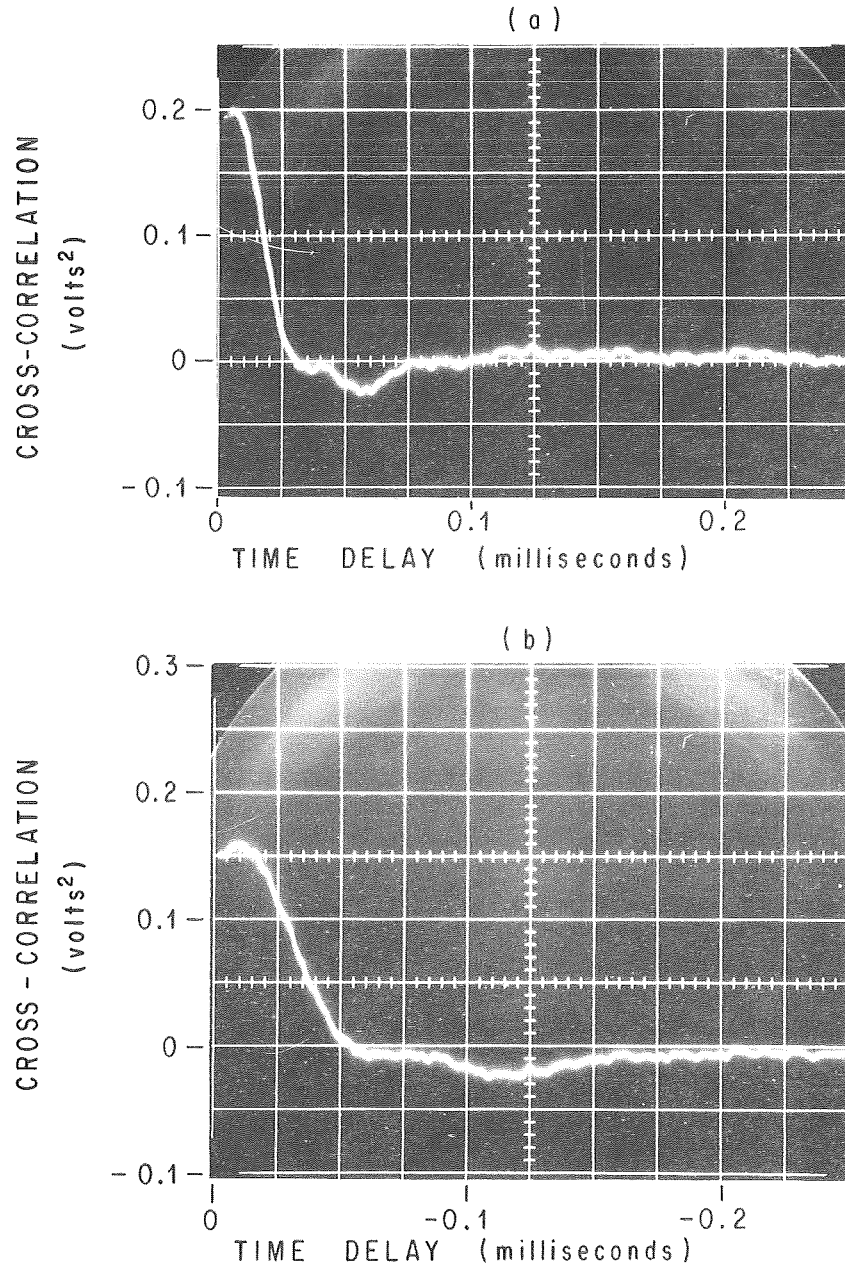 (a)
CROSS-CORRELATION
(volts²)
0.2
0.1
0
-0.1
0
0.1
0.2
TIME DELAY (milliseconds)
(b)
CROSS-CORRELATION
(volts²)
0.3
0.2
0.1
0
-0.1
0
-0.1
-0.2
TIME DELAY (milliseconds)